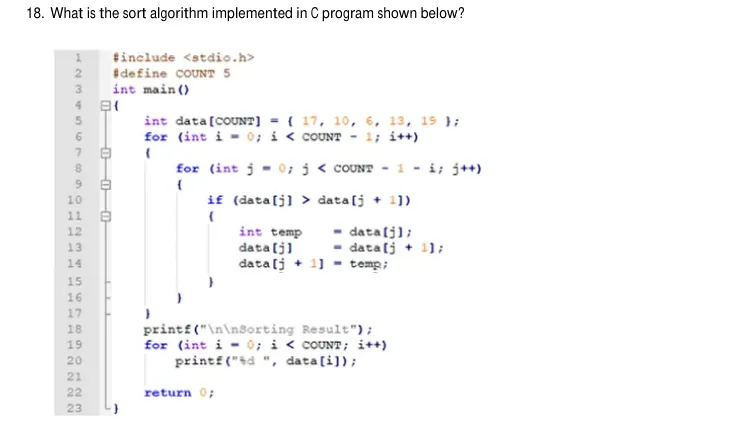 18. What is the sort algorithm implemented in C program shown below?
1 #include <stdio.h>
2 #define COUNT 5
3 int main()
4 {
5 int data[COUNT] = { 17, 10, 6, 13, 19 };
6 for (int i = 0; i < COUNT - 1; i++)
7 {
8 for (int j = 0; j < COUNT - 1 - i; j++)
9 {
10 if (data[j] > data[j + 1])
11 {
12 int temp = data[j];
13 data[j] = data[j + 1];
14 data[j + 1] = temp;
15 }
16 }
17 }
18 printf("\n\nSorting Result");
19 for (int i = 0; i < COUNT; i++)
20 printf("%d ", data[i]);
21
22 return 0;
23 }